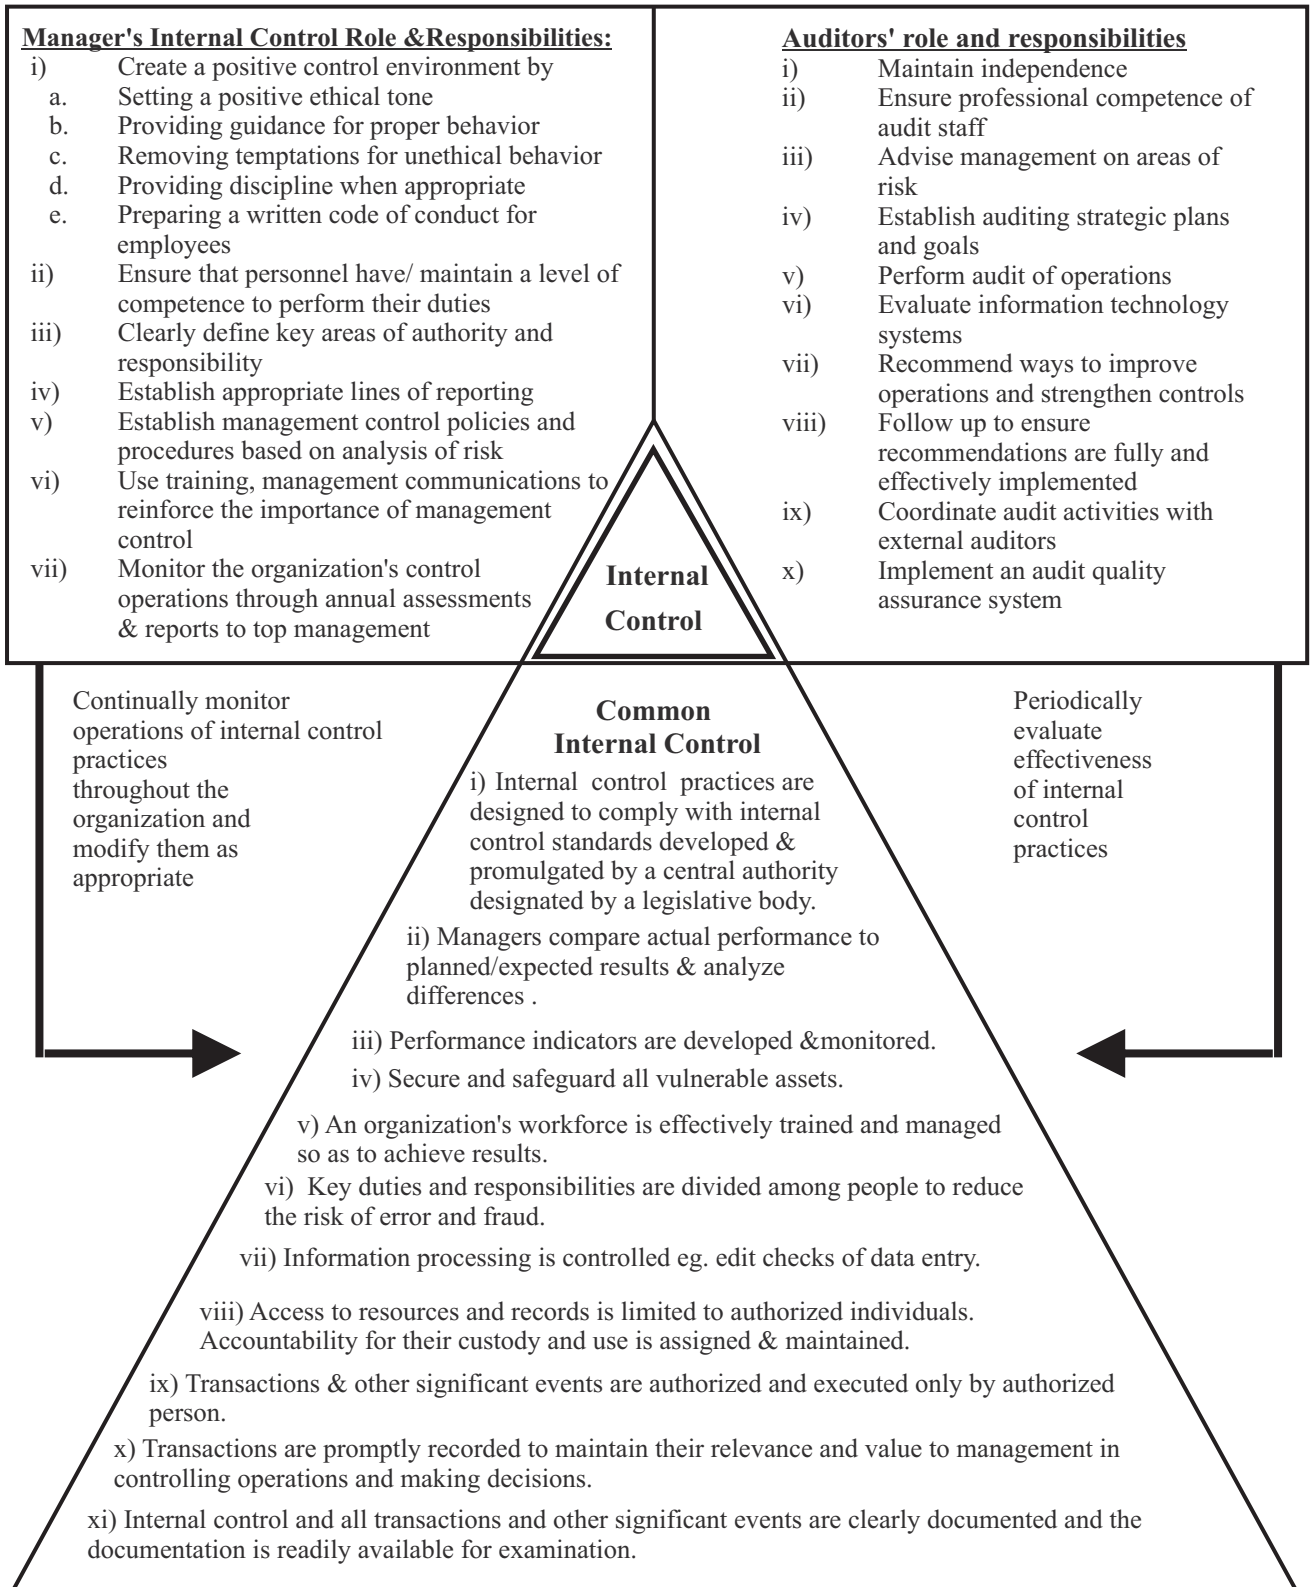 Manager's Internal Control Role &Responsibilities:
i) Create a positive control environment by
a. Setting a positive ethical tone
b. Providing guidance for proper behavior
c. Removing temptations for unethical behavior
d. Providing discipline when appropriate
e. Preparing a written code of conduct for
employees
ii) Ensure that personnel have/ maintain a level of
competence to perform their duties
iii) Clearly define key areas of authority and
responsibility
iv) Establish appropriate lines of reporting
v) Establish management control policies and
procedures based on analysis of risk
vi) Use training, management communications to
reinforce the importance of management
control
vii) Monitor the organization's control
operations through annual assessments
& reports to top management
Auditors' role and responsibilities
i) Maintain independence
ii) Ensure professional competence of
audit staff
iii) Advise management on areas of
risk
iv) Establish auditing strategic plans
and goals
v) Perform audit of operations
vi) Evaluate information technology
systems
vii) Recommend ways to improve
operations and strengthen controls
viii) Follow up to ensure
recommendations are fully and
effectively implemented
ix) Coordinate audit activities with
external auditors
x) Implement an audit quality
assurance system
Internal
Control
Continually monitor
operations of internal control
practices
throughout the
organization and
modify them as
appropriate
Common
Internal Control
i) Internal control practices are
designed to comply with internal
control standards developed &
promulgated by a central authority
designated by a legislative body.
ii) Managers compare actual performance to
planned/expected results & analyze
differences .
iii) Performance indicators are developed &monitored.
iv) Secure and safeguard all vulnerable assets.
v) An organization's workforce is effectively trained and managed
so as to achieve results.
vi) Key duties and responsibilities are divided among people to reduce
the risk of error and fraud.
vii) Information processing is controlled eg. edit checks of data entry.
viii) Access to resources and records is limited to authorized individuals.
Accountability for their custody and use is assigned & maintained.
ix) Transactions & other significant events are authorized and executed only by authorized
person.
x) Transactions are promptly recorded to maintain their relevance and value to management in
controlling operations and making decisions.
xi) Internal control and all transactions and other significant events are clearly documented and the
documentation is readily available for examination.
Periodically
evaluate
effectiveness
of internal
control
practices